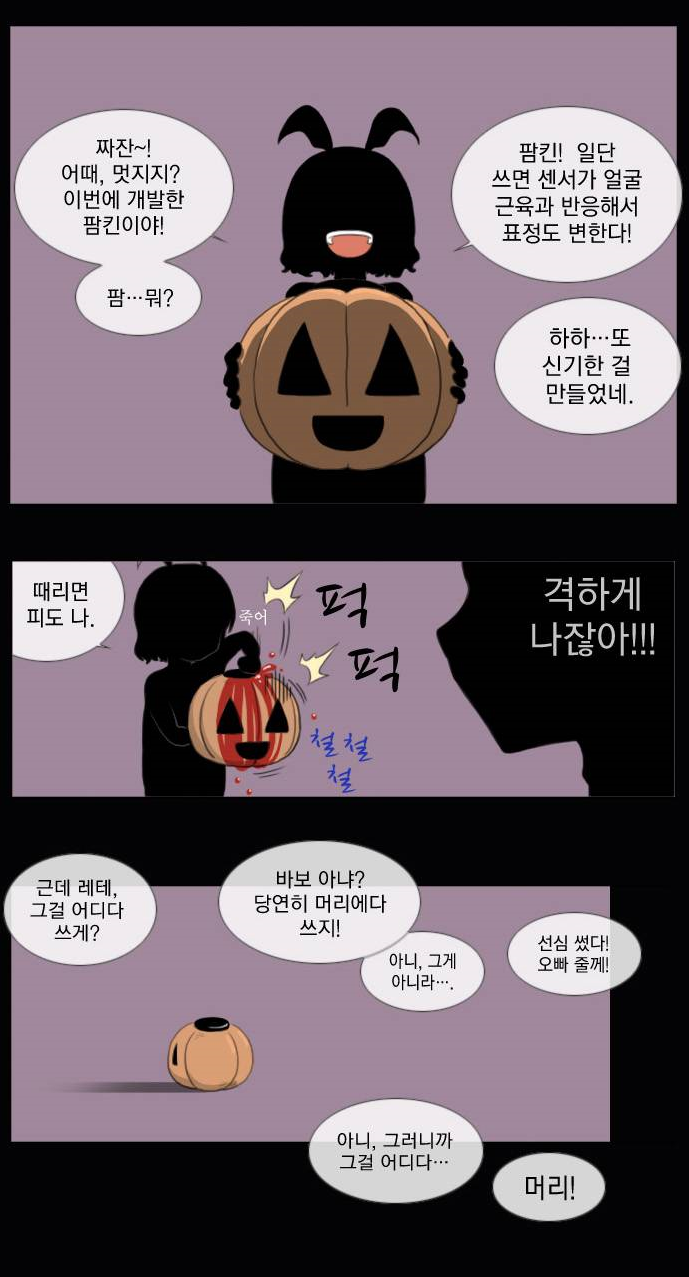 짜잔~!
어때, 멋지지?
이번에 개발한
팜킨이야!
팜…뭐?
팜킨! 일단
쓰면 센서가 얼굴
근육과 반응해서
표정도 변한다!
하하…또
신기한 걸
만들었네.
때리면
피도 나.
죽어
퍽
퍽
철철
철
격하게
나잖아!!!
근데 레테,
그걸 어디다
쓰게?
바보 아냐?
당연히 머리에다
쓰지!
아니, 그게
아니라….
선심 썼다!
오빠 줄께!
아니, 그러니까
그걸 어디다…
머리!